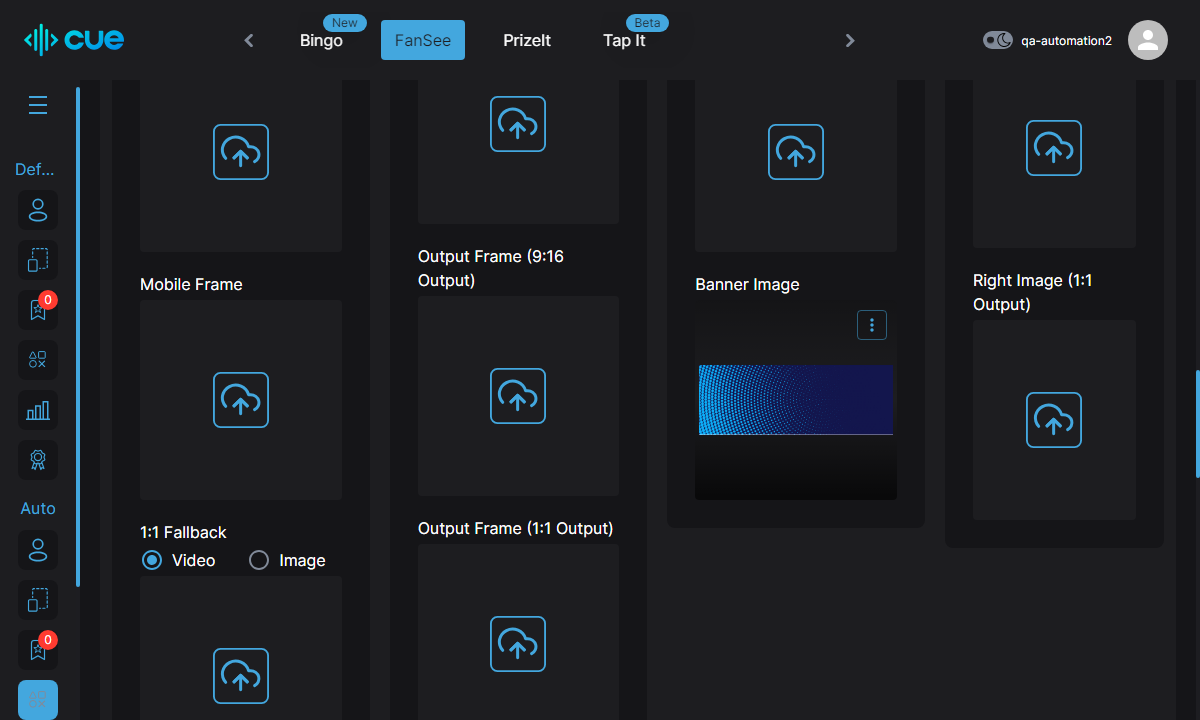 cue
New
Beta
Bingo
FanSee
PrizeIt
Tap It
qa-automation2
Def...
0
Auto
0
Mobile Frame
1:1 Fallback
Video
Image
Output Frame (9:16
Output)
Output Frame (1:1 Output)
Banner Image
Right Image (1:1
Output)